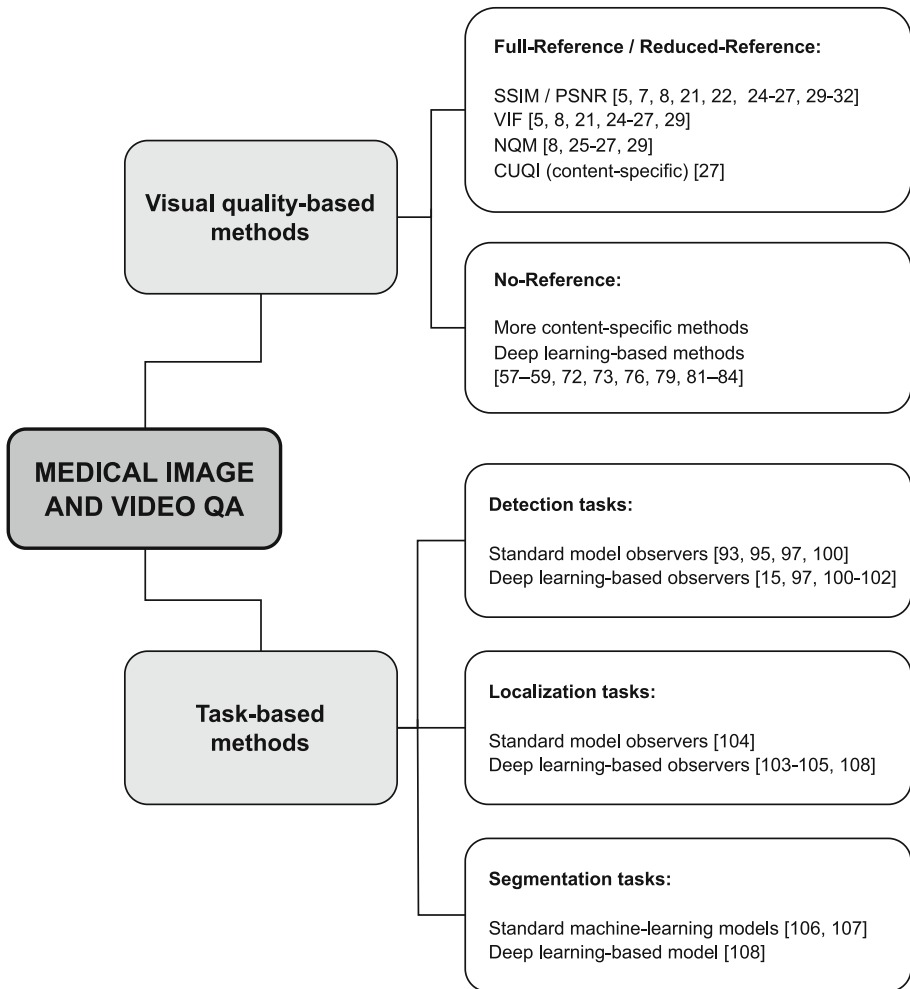 Full-Reference / Reduced-Reference:
SSIM / PSNR [5, 7, 8, 21, 22, 24-27, 29-32]
VIF [5, 8, 21, 24-27, 29]
NQM [8, 25-27, 29]
CUQI (content-specific) [27]
Visual quality-based
methods
No-Reference:
More content-specific methods
Deep learning-based methods
[57–59, 72, 73, 76, 79, 81–84]
MEDICAL IMAGE
AND VIDEO QA
Detection tasks:
Standard model observers [93, 95, 97, 100]
Deep learning-based observers [15, 97, 100-102]
Task-based
methods
Localization tasks:
Standard model observers [104]
Deep learning-based observers [103-105, 108]
Segmentation tasks:
Standard machine-learning models [106, 107]
Deep learning-based model [108]